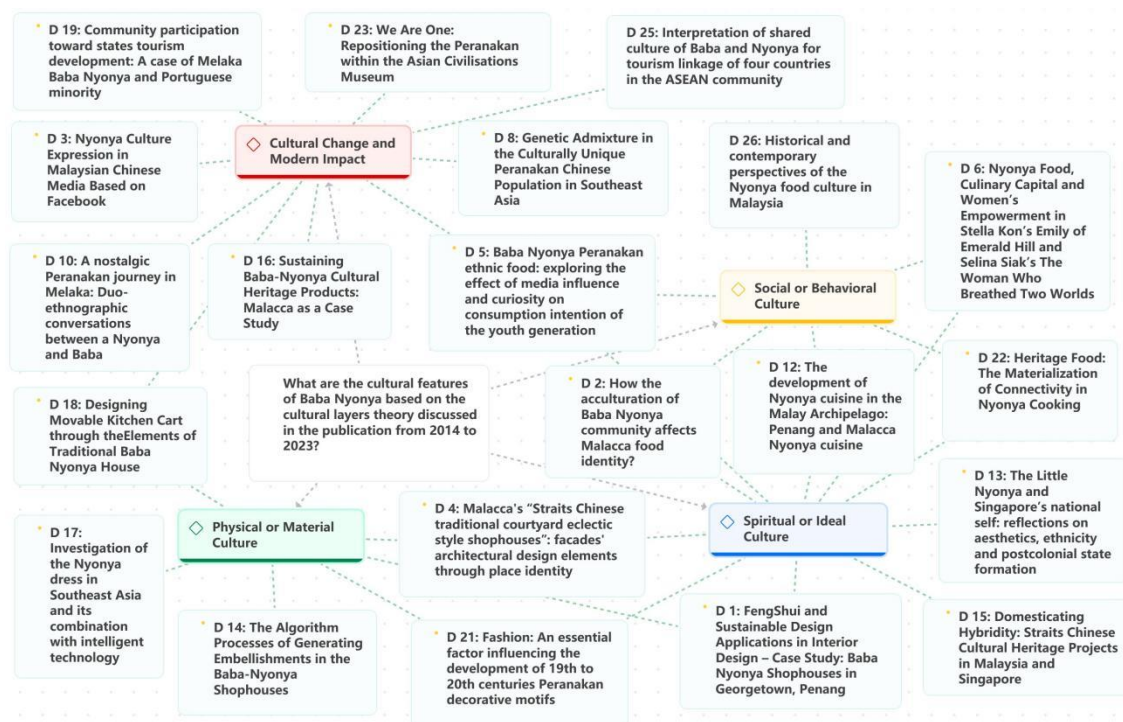 D 19: Community participation
toward states tourism
development: A case of Melaka
Baba Nyonya and Portuguese
minority
D 23: We Are One:
Repositioning the Peranakan
within the Asian Civilisations
Museum
D 25: Interpretation of shared
culture of Baba and Nyonya for
tourism linkage of four countries
in the ASEAN community
D 3: Nyonya Culture
Expression in
Malaysian Chinese
Media Based on
Facebook
Cultural Change and
Modern Impact
D 8: Genetic Admixture in
the Culturally Unique
Peranakan Chinese
Population in Southeast
Asia
D 26: Historical and
contemporary
perspectives of the
Nyonya food culture in
Malaysia
D 6: Nyonya Food,
Culinary Capital and
Women's
Empowerment in
Stella Kon's Emily of
Emerald Hill and
Selina Siak's The
Woman Who
Breathed Two Worlds
D 10: A nostalgic
Peranakan journey in
Melaka: Duo-
ethnographic
conversations
between a Nyonya
and Baba
D 16: Sustaining
Baba-Nyonya Cultural
Heritage Products:
Malacca as a Case
Study
D 5: Baba Nyonya Peranakan
ethnic food: exploring the
effect of media influence
and curiosity on
consumption intention of
the youth generation
Social or Behavioral
Culture
D 18: Designing
Movable Kitchen Cart
through theElements of
Traditional Baba
Nyonya House
What are the cultural features
of Baba Nyonya based on the
cultural layers theory discussed
in the publication from 2014 to
2023?
D 2: How the
acculturation of
Baba Nyonya
community affects
Malacca food
identity?
D 12: The
development of
Nyonya cuisine in the
Malay Archipelago:
Penang and Malacca
Nyonya cuisine
D 22: Heritage Food:
The Materialization of
Connectivity in
Nyonya Cooking
D 17:
Investigation of
the Nyonya
dress in
Southeast Asia
and its
combination
with intelligent
technology
Physical or Material
Culture
D 4: Malacca's "Straits Chinese
traditional courtyard eclectic
style shophouses": facades'
architectural design elements
through place identity
Spiritual or Ideal
Culture
D 13: The Little
Nyonya and
Singapore's national
self: reflections on
aesthetics, ethnicity
and postcolonial state
formation
D 14: The Algorithm
Processes of Generating
Embellishments in the
Baba-Nyonya
Shophouses
D 21: Fashion: An essential
factor influencing the
development of 19th to
20th centuries Peranakan
decorative motifs
D 1: FengShui and
Sustainable Design
Applications in Interior
Design – Case Study: Baba
Nyonya Shophouses in
Georgetown, Penang
D 15: Domesticating
Hybridity: Straits Chinese
Cultural Heritage Projects
in Malaysia and
Singapore